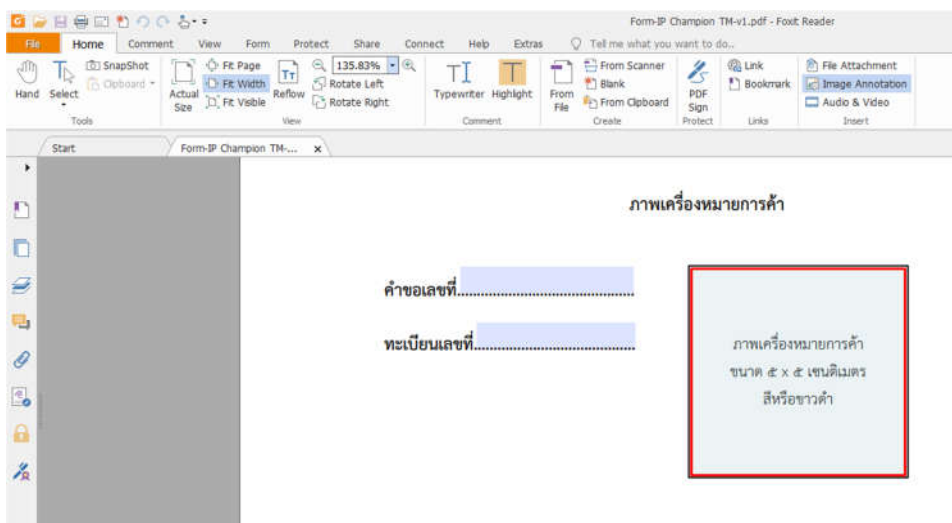 Form-IP Champion TM-v1.pdf - Foxit Reader
File Home Comment View Form Protect Share Connect Help Extras Tell me what you want to do..
Hand
Select
SnapShot
Clipboard
Tools
Actual Size
Fit Page
Fit Width
Fit Visible
Reflow
135.83%
Rotate Left
Rotate Right
View
Typewriter Highlight
Comment
From File
From Scanner
Blank
From Clipboard
Create
PDF Sign
Protect
Link
Bookmark
Links
File Attachment
Image Annotation
Audio & Video
Insert
Start Form-IP Champion TM-... x
ภาพเครื่องหมายการค้า
คำขอเลขที่............................................
ทะเบียนเลขที่........................................
ภาพเครื่องหมายการค้า
ขนาด ๕ x ๕ เซนติเมตร
สีหรือขาวดำ